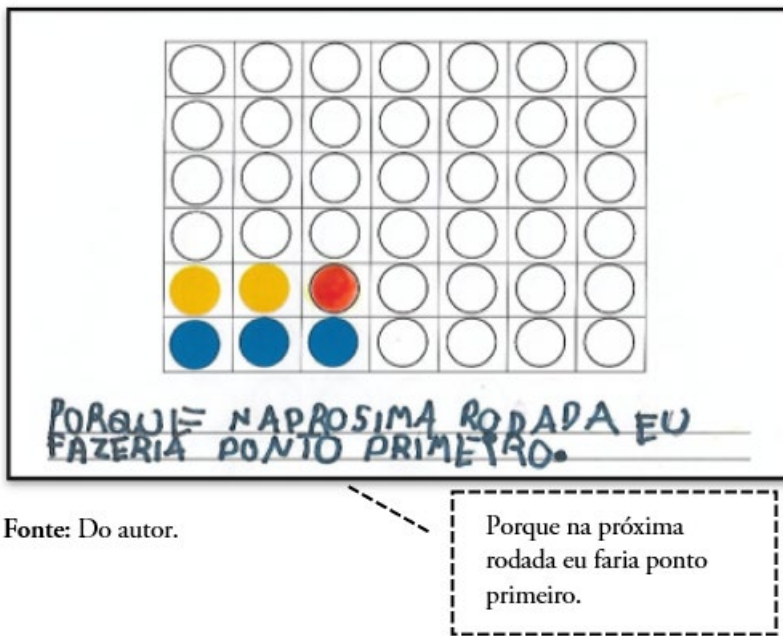 PORQUE NAPROSIMA RODADA EU
FAZERIA PONTO PRIMEIRO.
Fonte: Do autor.
Porque na próxima
rodada eu faria ponto
primeiro.